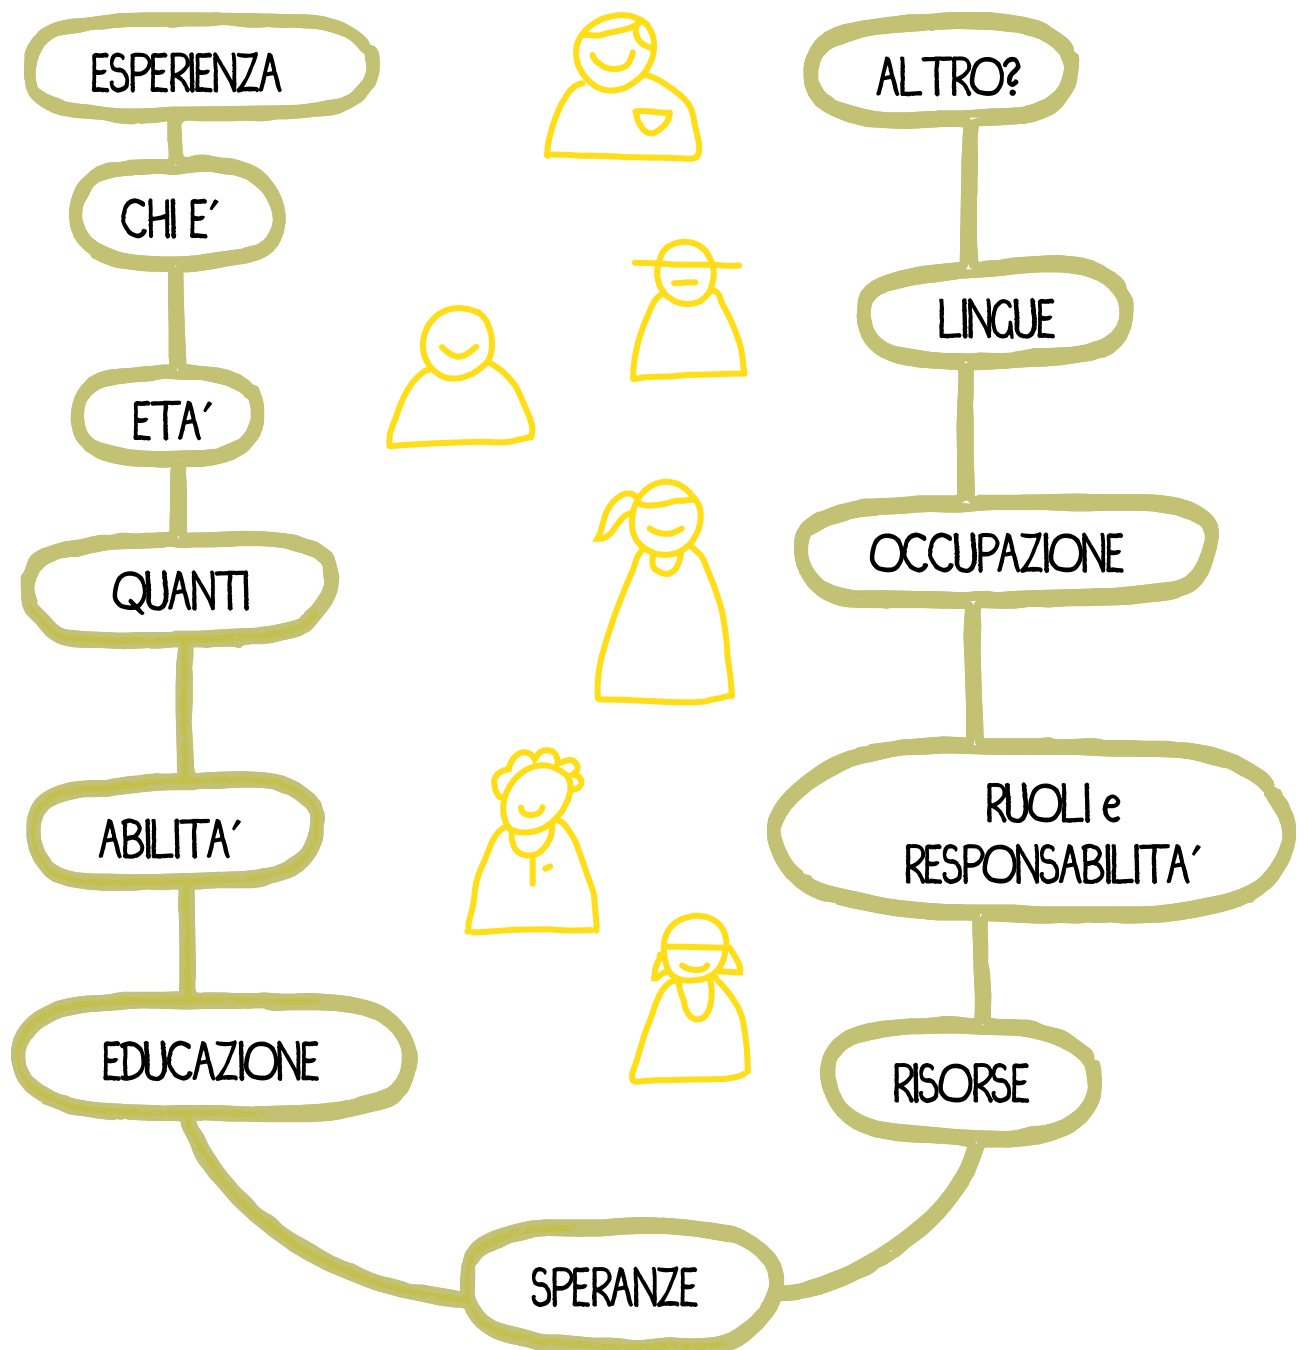 ESPERIENZA
CHI E´
ETA´
QUANTI
ABILITA´
EDUCAZIONE
SPERANZE
ALTRO?
LINGUE
OCCUPAZIONE
RUOLI e
RESPONSABILITA´
RISORSE